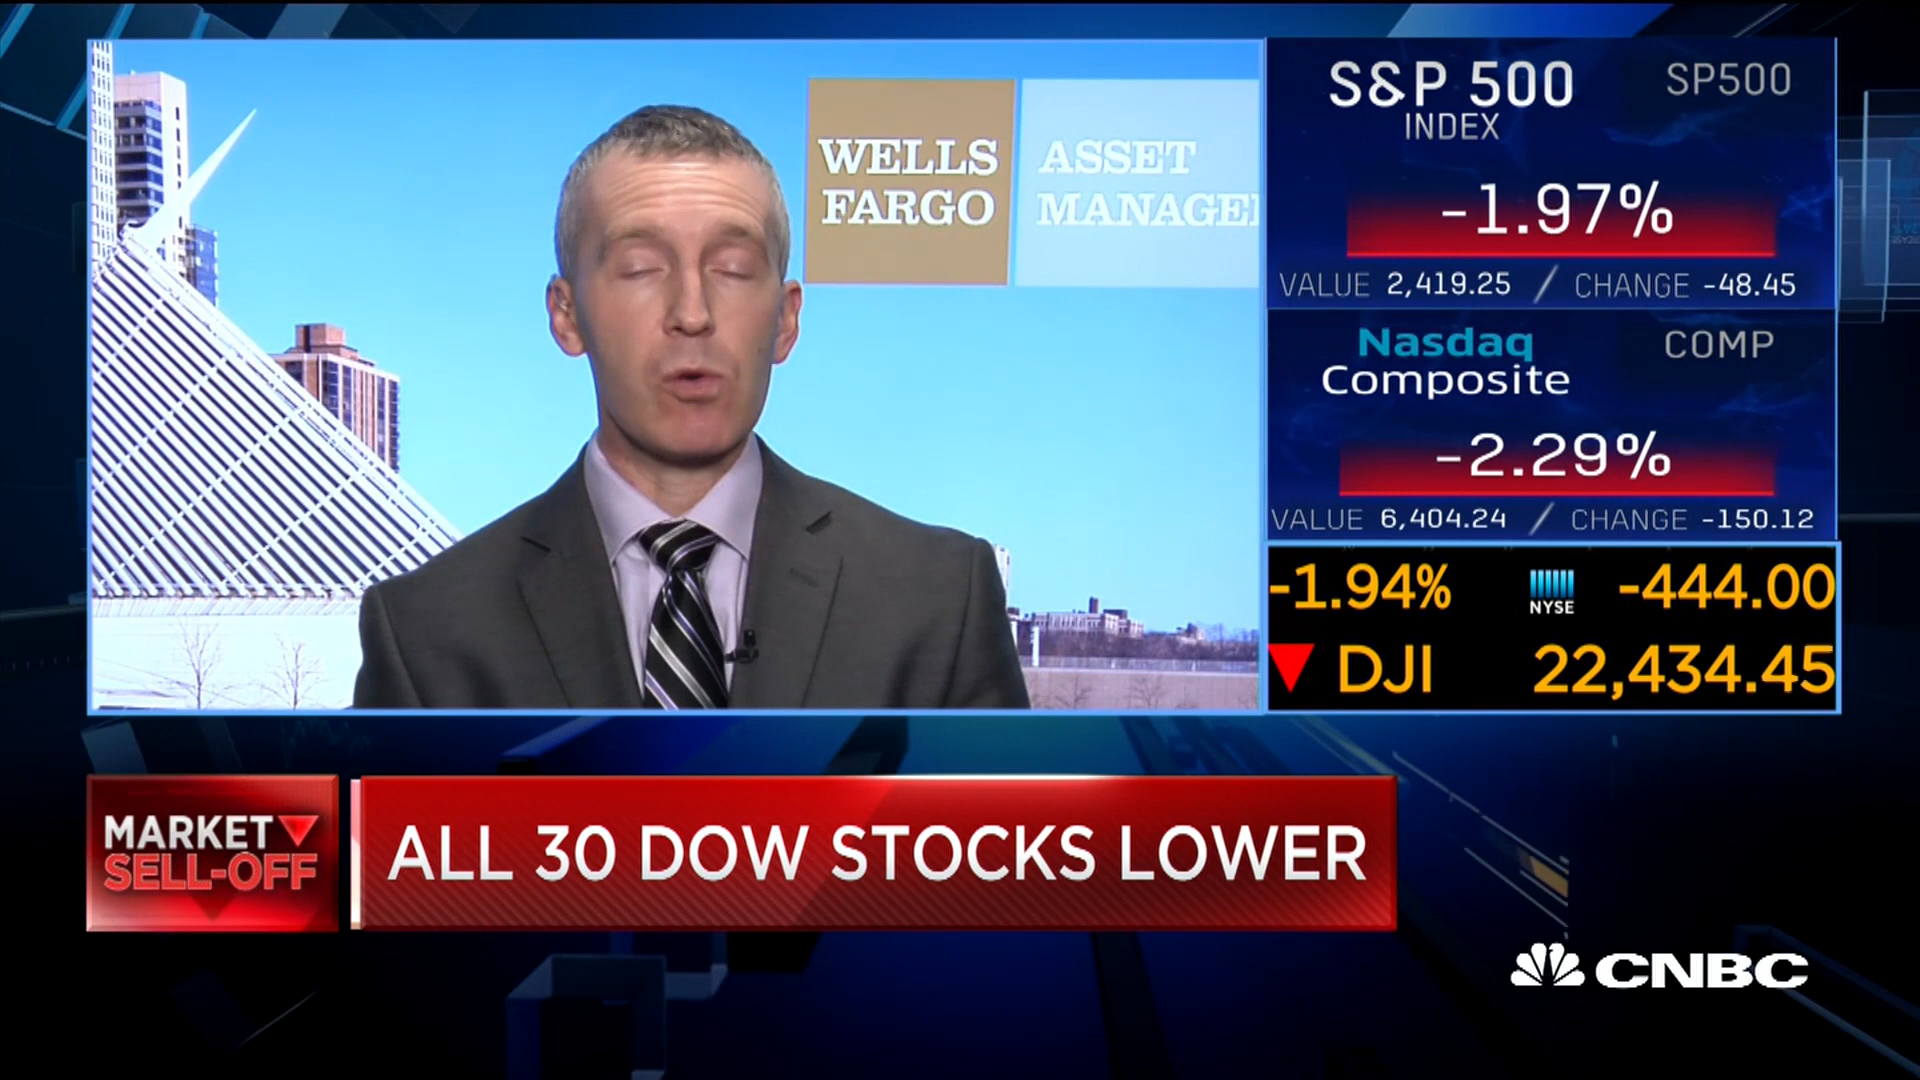 WELLS
FARGO
ASSET
MANAGE
S&P 500
INDEX
SP500
-1.97%
VALUE 2,419.25 / CHANGE -48.45
Nasdaq
Composite
COMP
-2.29%
VALUE 6,404.24 / CHANGE -150.12
-1.94% NYSE -444.00
▼ DJI 22,434.45
MARKET
SELL-OFF
ALL 30 DOW STOCKS LOWER
CNBC